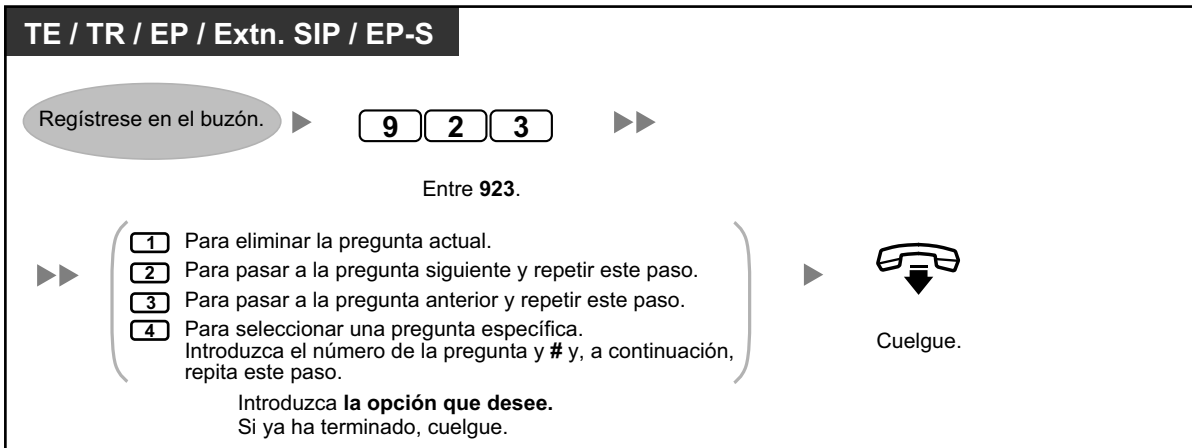 TE / TR / EP / Extn. SIP / EP-S
Regístrese en el buzón.
9 2 3
Entre 923.
1 Para eliminar la pregunta actual.
2 Para pasar a la pregunta siguiente y repetir este paso.
3 Para pasar a la pregunta anterior y repetir este paso.
4 Para seleccionar una pregunta específica.
Introduzca el número de la pregunta y # y, a continuación,
repita este paso.
Introduzca la opción que desee.
Si ya ha terminado, cuelgue.
Cuelgue.